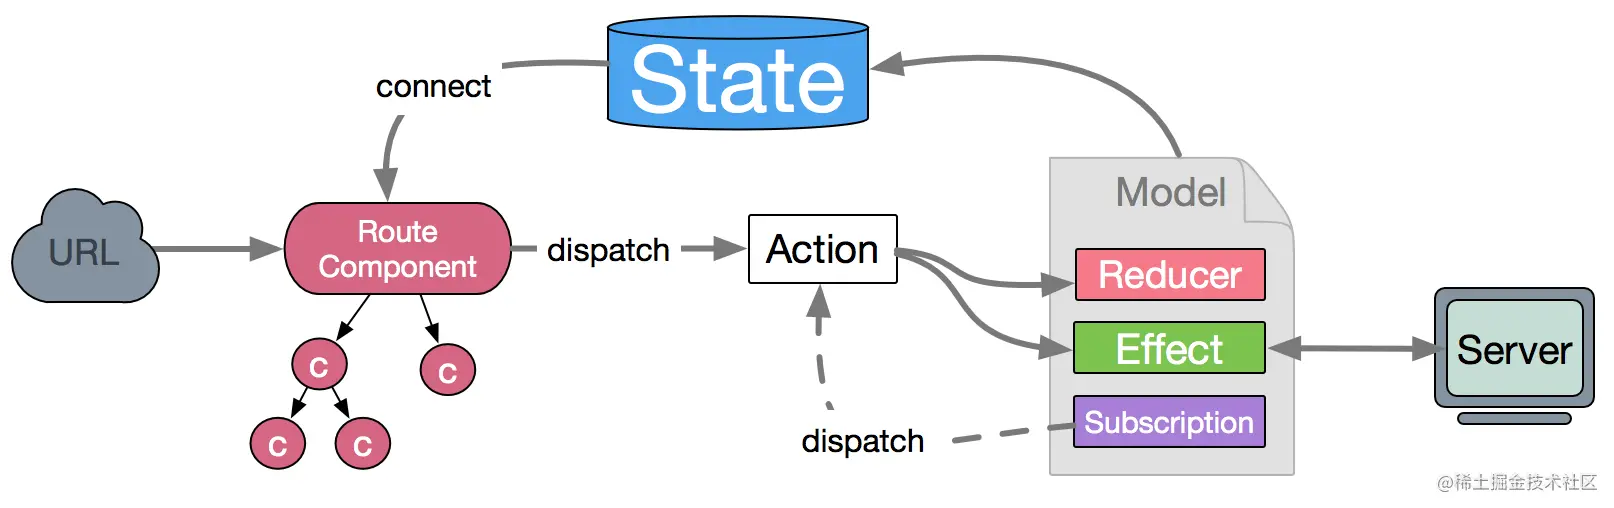 State
connect
URL
Route
Component
dispatch
Action
Model
Reducer
Effect
Subscription
Server
C
C
C
C
dispatch
@稀土掘金技术社区